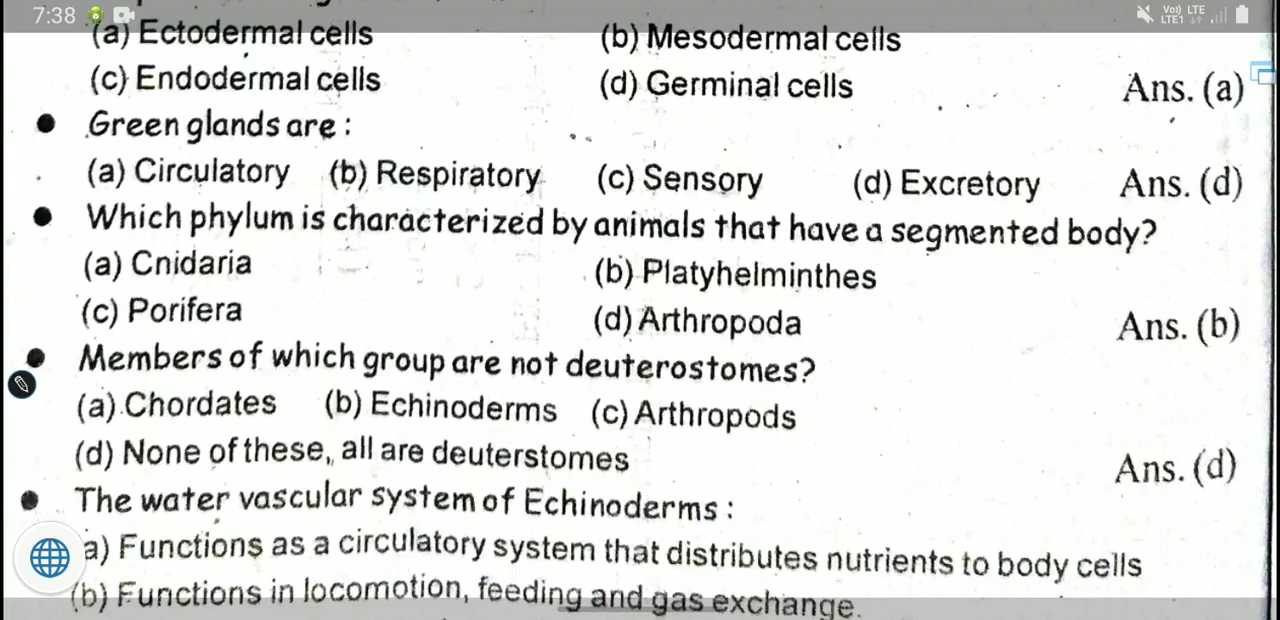 7:38
Vo) LTE
LTE1
(a) Ectodermal cells (b) Mesodermal cells
(c) Endodermal cells (d) Germinal cells Ans. (a)
Green glands are :
(a) Circulatory (b) Respiratory (c) Sensory (d) Excretory Ans. (d)
Which phylum is characterized by animals that have a segmented body?
(a) Cnidaria (b) Platyhelminthes
(c) Porifera (d) Arthropoda Ans. (b)
Members of which group are not deuterostomes?
(a) Chordates (b) Echinoderms (c) Arthropods
(d) None of these, all are deuterstomes Ans. (d)
The water vascular system of Echinoderms :
a) Functions as a circulatory system that distributes nutrients to body cells
(b) Functions in locomotion, feeding and gas exchange.